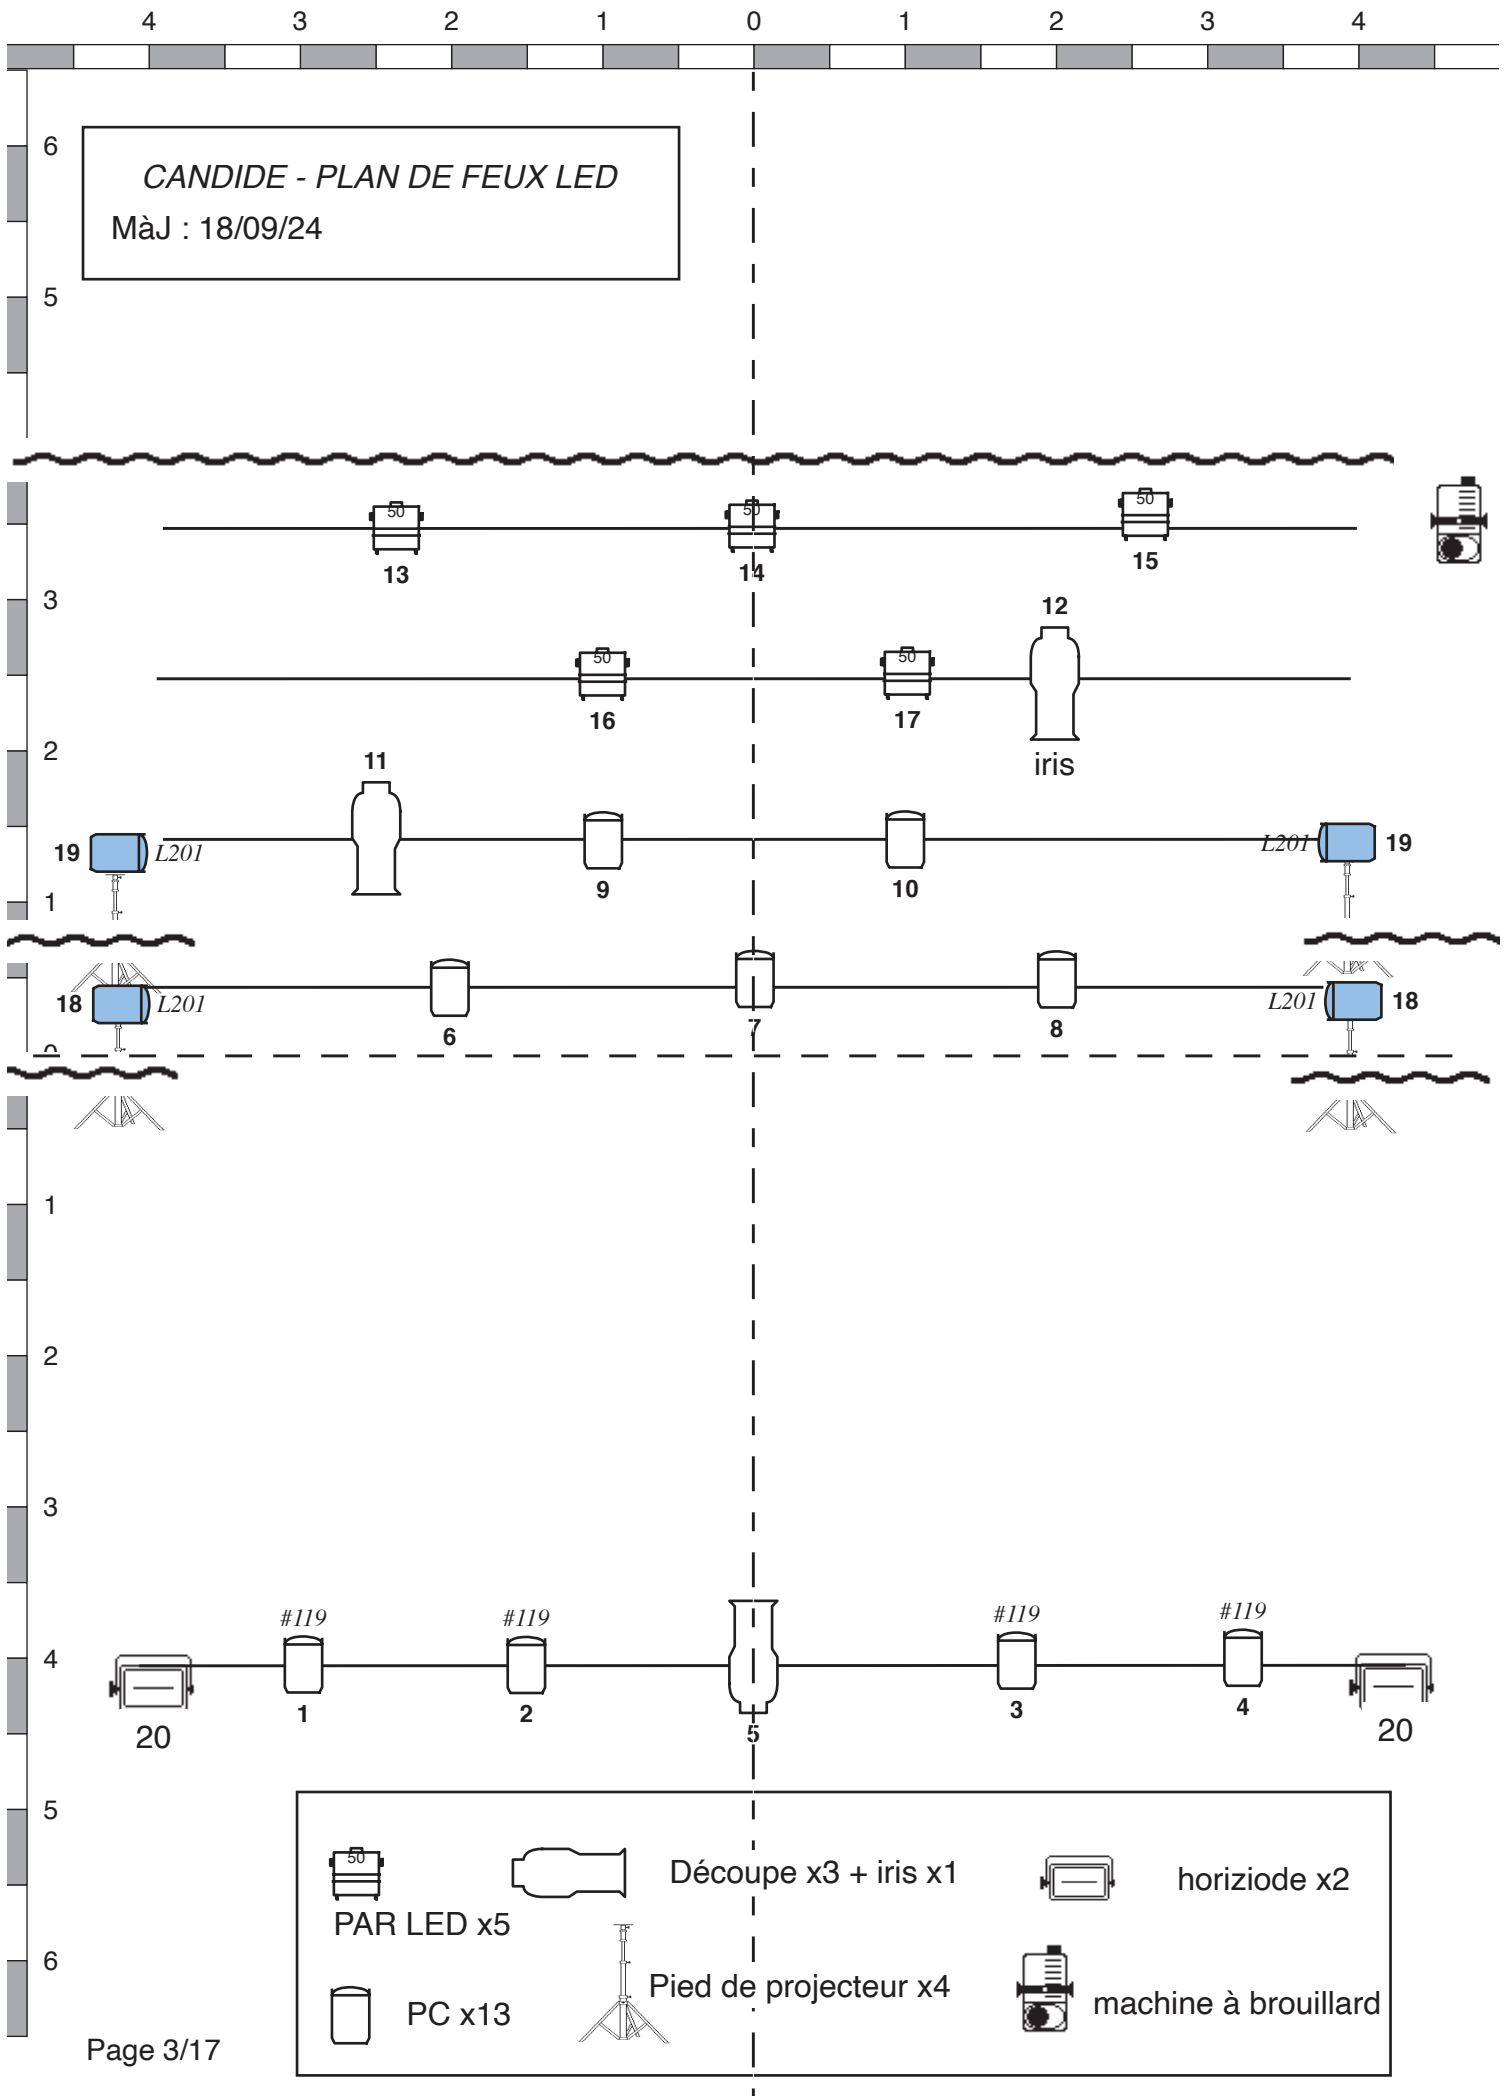 4 3 2 1 0 1 2 3 4
6
CANDIDE - PLAN DE FEUX LED
MàJ : 18/09/24
5
50 50 50
13 14 15
3
12
50 50
16 17
2
iris
11
19 L201 L201 19
9 10
1
18 L201 L201 18
6 7 8
0
1
2
3
#119 #119 #119 #119
4
1 2 3 4
20 5 20
5
50
Découpe x3 + iris x1
horiziode x2
PAR LED x5
6
Pied de projecteur x4
machine à brouillard
PC x13
Page 3/17